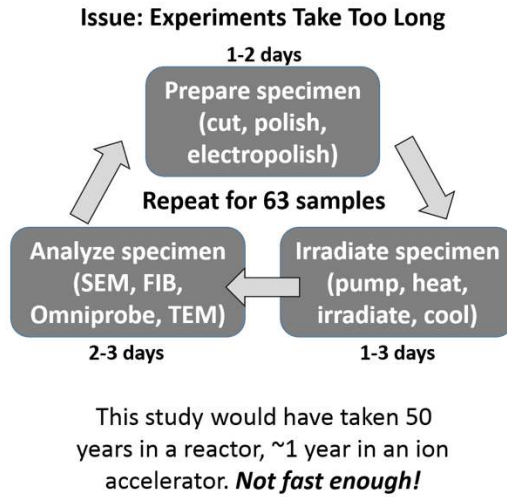 Issue: Experiments Take Too Long
1-2 days
Prepare specimen
(cut, polish,
electropolish)
Repeat for 63 samples
Analyze specimen
(SEM, FIB,
Omniprobe, TEM)
2-3 days
Irradiate specimen
(pump, heat,
irradiate, cool)
1-3 days
This study would have taken 50
years in a reactor, ~1 year in an ion
accelerator. Not fast enough!